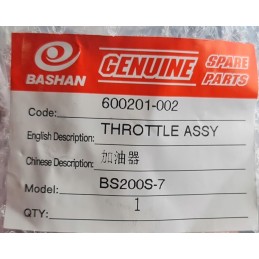 BASHAN
GENUINE
SPARE
PARTS
Code: 600201-002
English Description: THROTTLE ASSY
Chinese Description: 加油器
Model: BS200S-7
QTY: 1